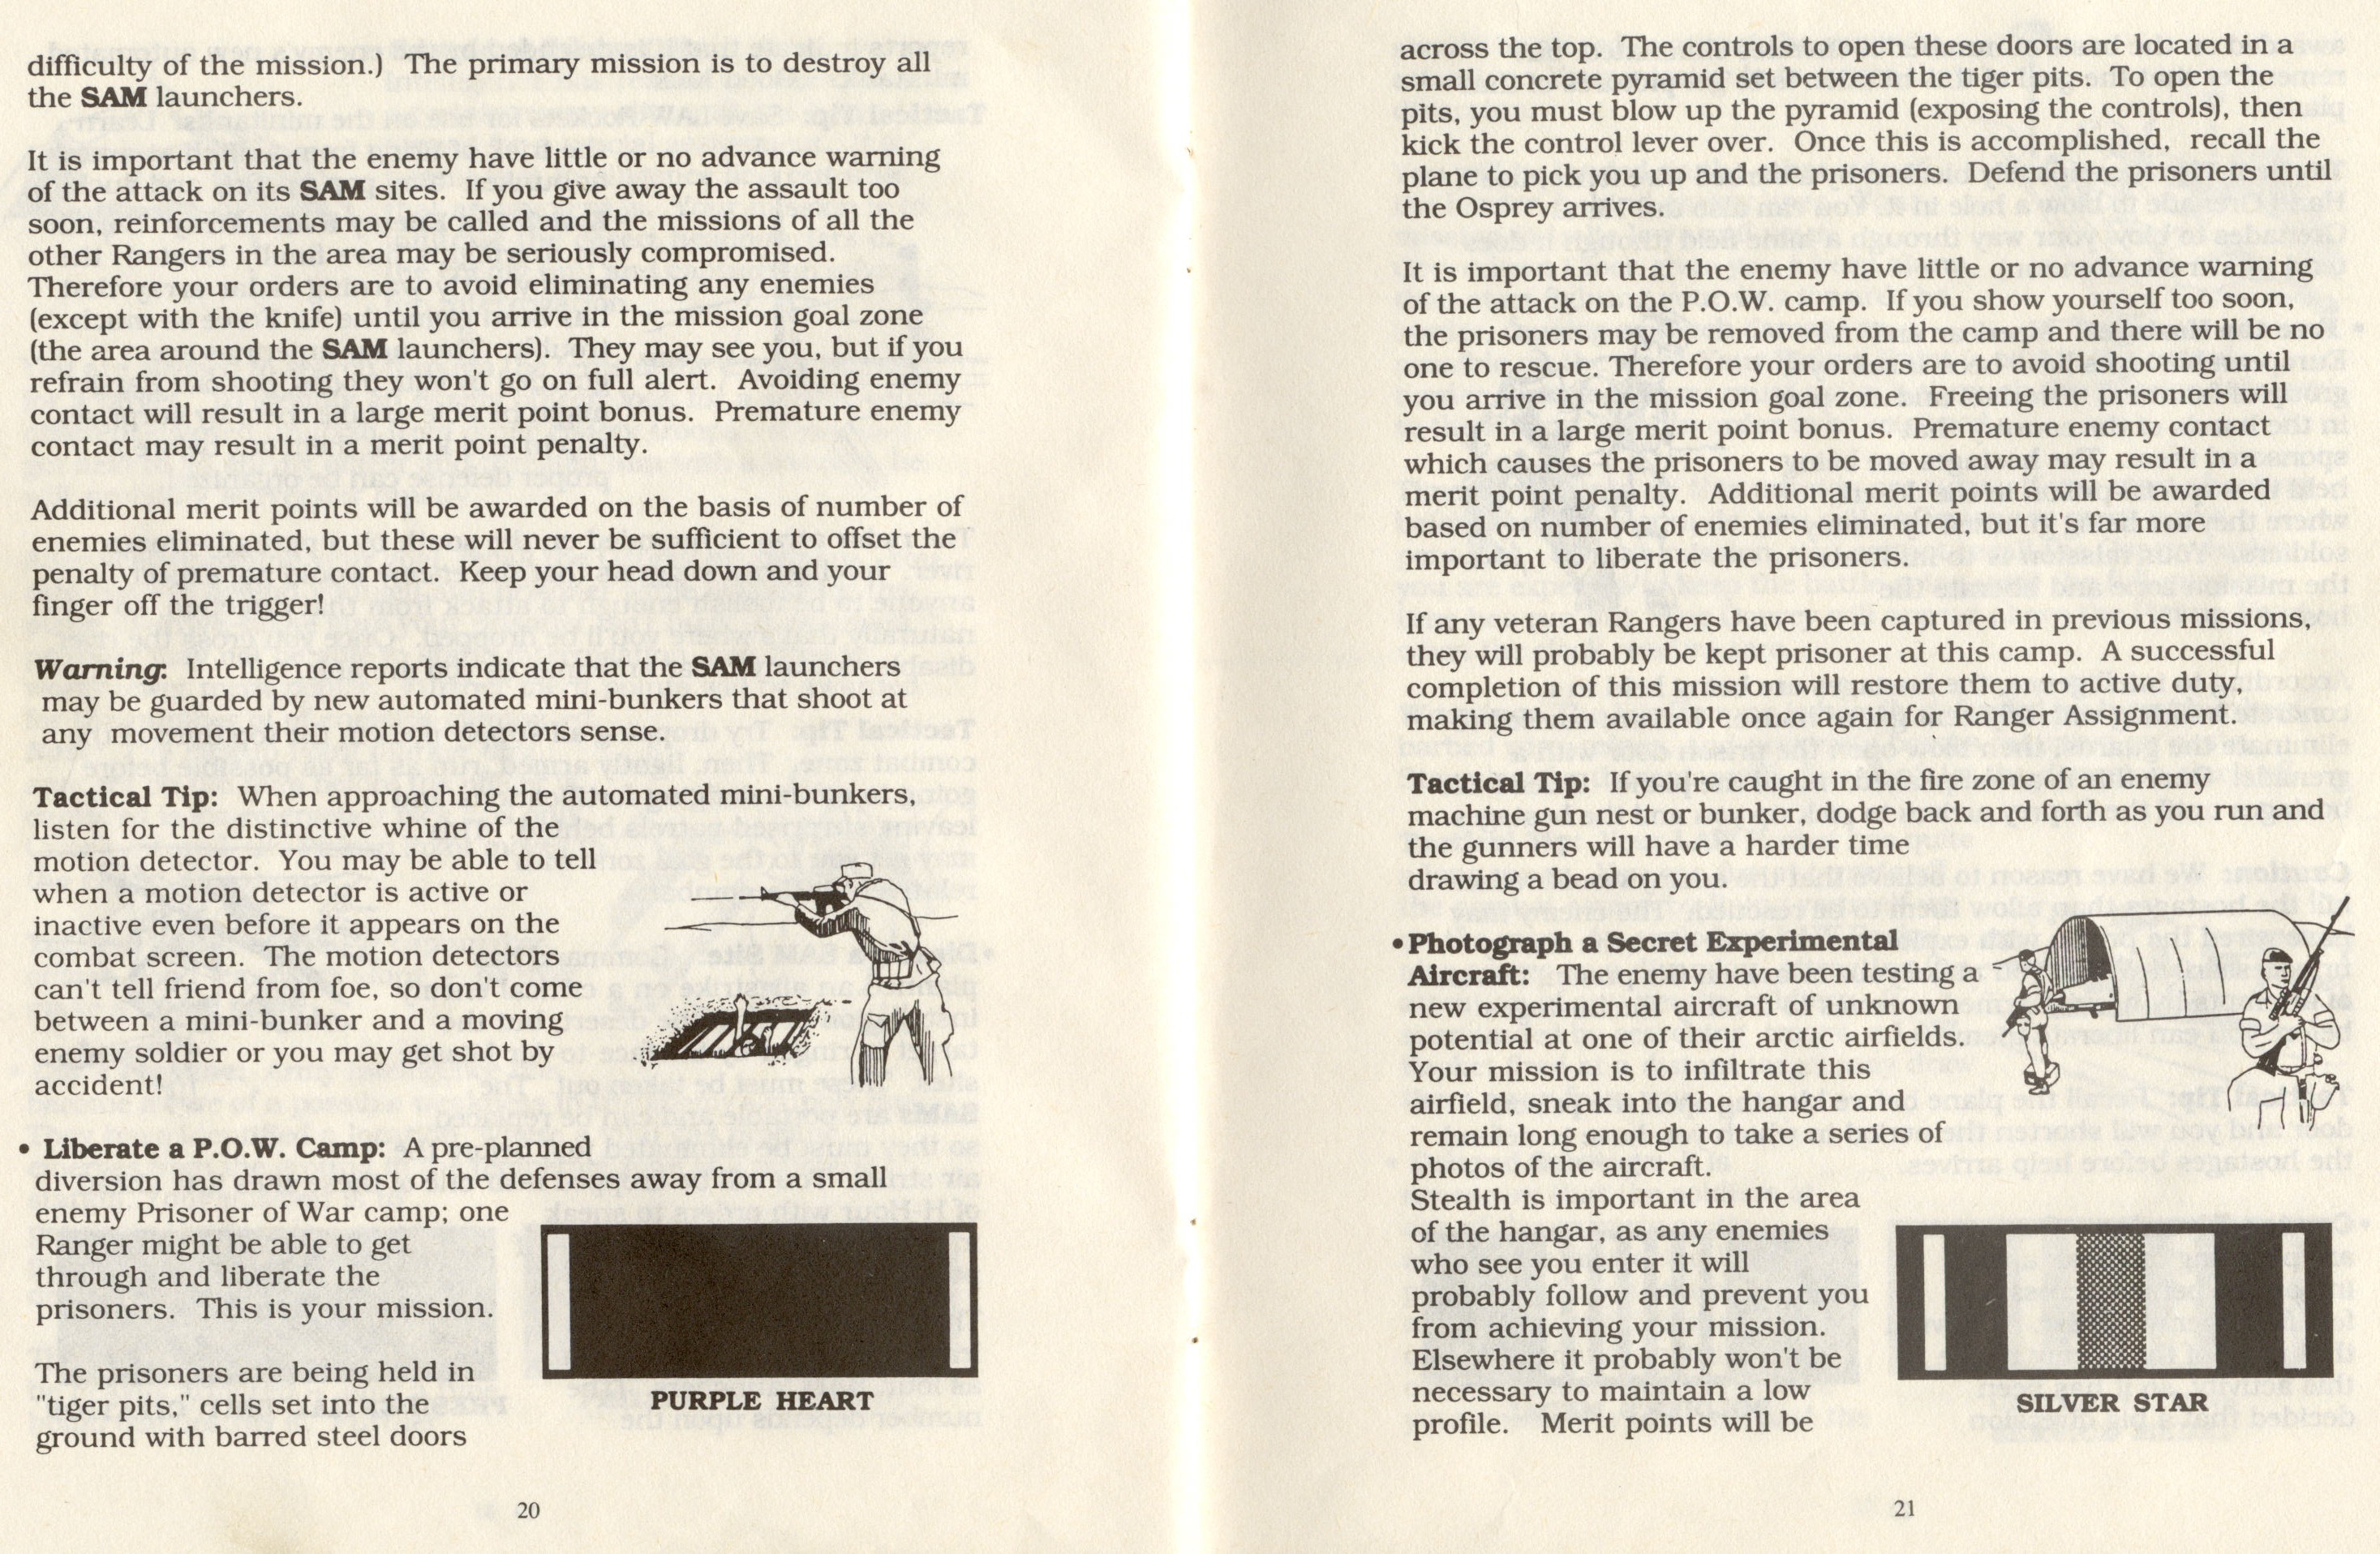 difficulty of the mission.) The primary mission is to destroy all
the SAM launchers.
It is important that the enemy have little or no advance warning
of the attack on its SAM sites. If you give away the assault too
soon, reinforcements may be called and the missions of all the
other Rangers in the area may be seriously compromised.
Therefore your orders are to avoid eliminating any enemies
(except with the knife) until you arrive in the mission goal zone
(the area around the SAM launchers). They may see you, but if you
refrain from shooting they won't go on full alert. Avoiding enemy
contact will result in a large merit point bonus. Premature enemy
contact may result in a merit point penalty.
Additional merit points will be awarded on the basis of number of
enemies eliminated, but these will never be sufficient to offset the
penalty of premature contact. Keep your head down and your
finger off the trigger!
Warning: Intelligence reports indicate that the SAM launchers
may be guarded by new automated mini-bunkers that shoot at
any movement their motion detectors sense.
Tactical Tip: When approaching the automated mini-bunkers,
listen for the distinctive whine of the
motion detector. You may be able to tell
when a motion detector is active or
inactive even before it appears on the
combat screen. The motion detectors
can't tell friend from foe, so don't come
between a mini-bunker and a moving
enemy soldier or you may get shot by
accident!
• Liberate a P.O.W. Camp: A pre-planned
diversion has drawn most of the defenses away from a small
enemy Prisoner of War camp; one
Ranger might be able to get
through and liberate the
prisoners. This is your mission.
The prisoners are being held in
"tiger pits," cells set into the
ground with barred steel doors
PURPLE HEART
20
across the top. The controls to open these doors are located in a
small concrete pyramid set between the tiger pits. To open the
pits, you must blow up the pyramid (exposing the controls), then
kick the control lever over. Once this is accomplished, recall the
plane to pick you up and the prisoners. Defend the prisoners until
the Osprey arrives.
It is important that the enemy have little or no advance warning
of the attack on the P.O.W. camp. If you show yourself too soon,
the prisoners may be removed from the camp and there will be no
one to rescue. Therefore your orders are to avoid shooting until
you arrive in the mission goal zone. Freeing the prisoners will
result in a large merit point bonus. Premature enemy contact
which causes the prisoners to be moved away may result in a
merit point penalty. Additional merit points will be awarded
based on number of enemies eliminated, but it's far more
important to liberate the prisoners.
If any veteran Rangers have been captured in previous missions,
they will probably be kept prisoner at this camp. A successful
completion of this mission will restore them to active duty,
making them available once again for Ranger Assignment.
Tactical Tip: If you're caught in the fire zone of an enemy
machine gun nest or bunker, dodge back and forth as you run and
the gunners will have a harder time
drawing a bead on you.
• Photograph a Secret Experimental
Aircraft: The enemy have been testing a
new experimental aircraft of unknown
potential at one of their arctic airfields.
Your mission is to infiltrate this
airfield, sneak into the hangar and
remain long enough to take a series of
photos of the aircraft.
Stealth is important in the area
of the hangar, as any enemies
who see you enter it will
probably follow and prevent you
from achieving your mission.
Elsewhere it probably won't be
necessary to maintain a low
profile. Merit points will be
SILVER STAR
21